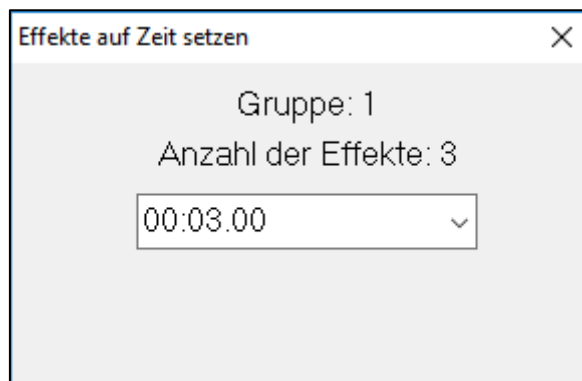 Effekte auf Zeit setzen
Gruppe: 1
Anzahl der Effekte: 3
00:03.00